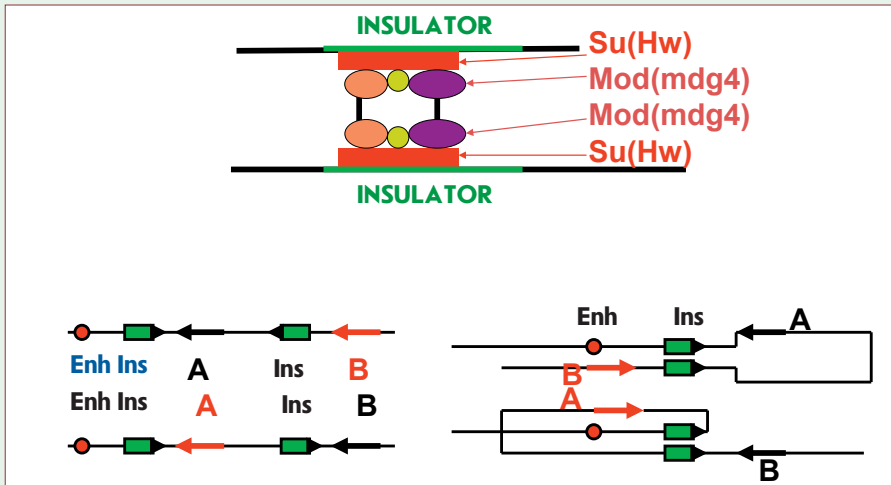 INSULATOR
Su(Hw)
Mod(mdg4)
Mod(mdg4)
Su(Hw)
INSULATOR
Enh Ins A Ins B
Enh Ins A Ins B
Enh Ins A
B
A
B